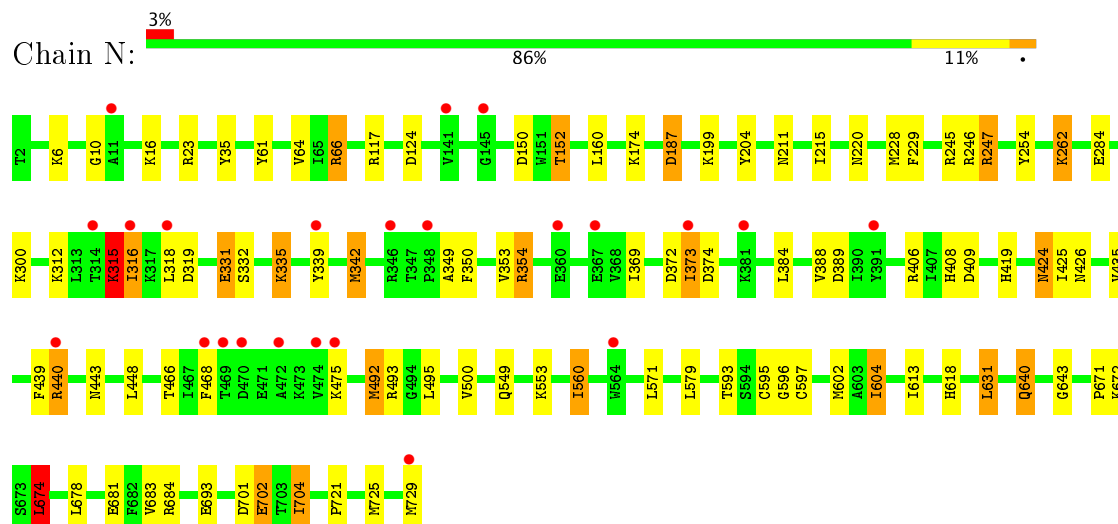 3%
Chain N:
86% 11% •
T2 K6 G10 A11 K16 R23 Y35 Y61 V64 I65 R66 R117 D124 V141 G145 D150 W151 T152 L160 K174 D187 K199 Y204 N211 I215 N220 M228 F229 R245 R246 R247 Y254 K262 E284
K300 K312 L313 T314 K315 I316 K317 L318 D319 E331 S332 K335 Y339 M342 R346 T347 P348 A349 F350 V353 R354 E360 E367 V368 I369 D372 I373 D374 K381 L384 V388 D389 I390 Y391 R406 I407 H408 D409 H419 N424 I425 N426
F439 R440 N443 L448 T466 I467 F468 T469 D470 E471 A472 K473 V474 K475 M492 R493 G494 L495 V500 Q549 K553 I560 W564 L571 L579 T593 S594 C595 G596 C597 M602 A603 I604 I613 H618 L631 Q640 G643 P671
S673 L674 L678 E681 F682 V683 R684 E693 D701 E702 T703 I704 P721 M725 M729